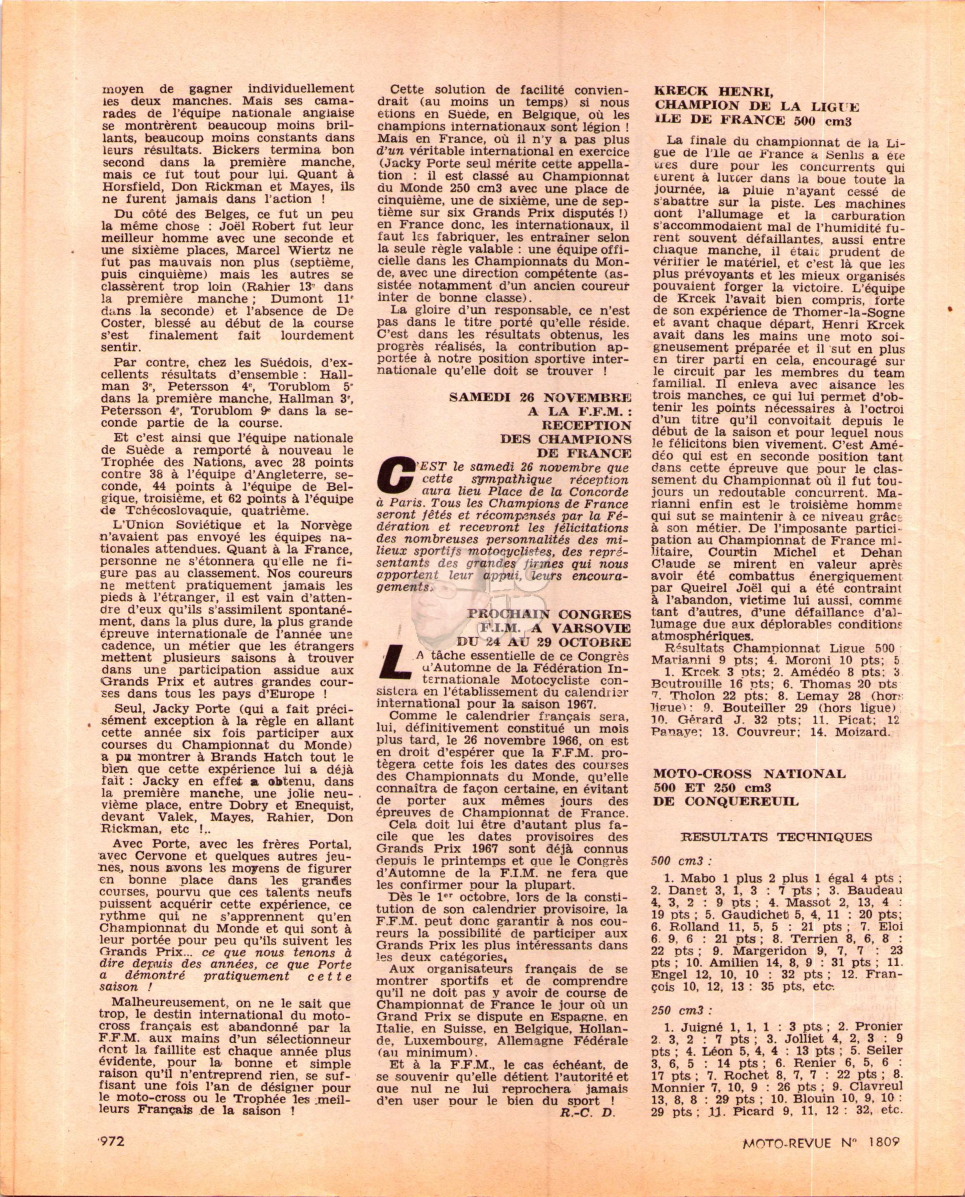 moyen de gagner individuellement
les deux manches. Mais ses cama-
rades de l'équipe nationale anglaise
se montrèrent beaucoup moins bril-
lants, beaucoup moins constants dans
leurs résultats. Bickers termina bon
second dans la première manche,
mais ce fut tout pour lui. Quant à
Horsfield, Don Rickman et Mayes, ils
ne furent jamais dans l'action !
Du côté des Belges, ce fut un peu
la même chose : Joël Robert fut leur
meilleur homme avec une seconde et
une sixième places, Marcel Wiertz ne
fut pas mauvais non plus (septième,
puis cinquième) mais les autres se
classèrent trop loin (Rahier 13e dans
la première manche ; Dumont 11e
dans la seconde) et l'absence de De
Coster, blessé au début de la course
s'est finalement fait lourdement
sentir.
Par contre, chez les Suédois, d'ex-
cellents résultats d'ensemble : Hall-
man 3e, Petersson 4e, Torublom 5e
dans la première manche, Hallman 3e,
Petersson 4e, Torublom 9e dans la se-
conde partie de la course.
Et c'est ainsi que l'équipe nationale
de Suède a remporté à nouveau le
Trophée des Nations, avec 28 points
contre 38 à l'équipe d'Angleterre, se-
conde, 44 points à l'équipe de Bel-
gique, troisième, et 62 points à l'équipe
de Tchécoslovaquie, quatrième.
L'Union Soviétique et la Norvège
n'avaient pas envoyé les équipes na-
tionales attendues. Quant à la France,
personne ne s'étonnera qu'elle ne fi-
gure pas au classement. Nos coureurs
ne mettent pratiquement jamais les
pieds à l'étranger, il est vain d'atten-
dre d'eux qu'ils s'assimilent spontané-
ment, dans la plus dure, la plus grande
épreuve internationale de l'année une
cadence, un métier que les étrangers
mettent plusieurs saisons à trouver
dans une participation assidue aux
Grands Prix et autres grandes cour-
ses dans tous les pays d'Europe !
Seul, Jacky Porte (qui a fait préci-
sément exception à la règle en allant
cette année six fois participer aux
courses du Championnat du Monde)
a pu montrer à Brands Hatch tout le
bien que cette expérience lui a déjà
fait : Jacky en effet a obtenu, dans
la première manche, une jolie neu-
vième place, entre Dobry et Enequist,
devant Valek, Mayes, Rahier, Don
Rickman, etc !..
Avec Porte, avec les frères Portal,
avec Cervone et quelques autres jeu-
nes, nous avons les moyens de figurer
en bonne place dans les grandes
courses, pourvu que ces talents neufs
puissent acquérir cette expérience, ce
rythme qui ne s'apprennent qu'en
Championnat du Monde et qui sont à
leur portée pour peu qu'ils suivent les
Grands Prix... ce que nous tenons à
dire depuis des années, ce que Porte
a démontré pratiquement cette
saison !
Malheureusement, on ne le sait que
trop, le destin international du moto-
cross français est abandonné par la
F.F.M. aux mains d'un sélectionneur
dont la faillite est chaque année plus
évidente, pour la bonne et simple
raison qu'il n'entreprend rien, se suf-
fisant une fois l'an de désigner pour
le moto-cross ou le Trophée les meil-
leurs Français de la saison !
Cette solution de facilité convien-
drait (au moins un temps) si nous
étions en Suède, en Belgique, où les
champions internationaux sont légion !
Mais en France, où il n'y a pas plus
d'un véritable international en exercice
(Jacky Porte seul mérite cette appella-
tion : il est classé au Championnat
du Monde 250 cm3 avec une place de
cinquième, une de sixième, une de sep-
tième sur six Grands Prix disputés !)
en France donc, les internationaux, il
faut les fabriquer, les entraîner selon
la seule règle valable : une équipe of-
ficielle dans les Championnats du Mon-
de, avec une direction compétente (as-
sistée notamment d'un ancien coureur
inter de bonne classe).
La gloire d'un responsable, ce n'est
pas dans le titre porté qu'elle réside.
C'est dans les résultats obtenus, les
progrès réalisés, la contribution ap-
portée à notre position sportive inter-
nationale qu'elle doit se trouver !
SAMEDI 26 NOVEMBRE
A LA F.F.M. :
RECEPTION
DES CHAMPIONS
DE FRANCE
C'EST le samedi 26 novembre que
cette sympathique réception
aura lieu Place de la Concorde
à Paris. Tous les Champions de France
seront fêtés et récompensés par la Fé-
dération et recevront les félicitations
des nombreuses personnalités des mi-
lieux sportifs motocyclistes, des repré-
sentants des grandes firmes qui nous
apportent leur appui, leurs encoura-
gements.
PROCHAIN CONGRES
F.I.M. A VARSOVIE
DU 24 AU 29 OCTOBRE
LA tâche essentielle de ce Congrès
d'Automne de la Fédération In-
ternationale Motocycliste con-
sistera en l'établissement du calendrier
international pour la saison 1967.
Comme le calendrier français sera,
lui, définitivement constitué un mois
plus tard, le 26 novembre 1966, on est
en droit d'espérer que la F.F.M. pro-
tègera cette fois les dates des courses
des Championnats du Monde, qu'elle
connaîtra de façon certaine, en évitant
de porter aux mêmes jours des
épreuves de Championnat de France.
Cela doit lui être d'autant plus fa-
cile que les dates provisoires des
Grands Prix 1967 sont déjà connus
depuis le printemps et que le Congrès
d'Automne de la F.I.M. ne fera que
les confirmer pour la plupart.
Dès le 1er octobre, lors de la consti-
tution de son calendrier provisoire, la
F.F.M. peut donc garantir à nos cou-
reurs la possibilité de participer aux
Grands Prix les plus intéressants dans
les deux catégories.
Aux organisateurs français de se
montrer sportifs et de comprendre
qu'il ne doit pas y avoir de course de
Championnat de France le jour où un
Grand Prix se dispute en Espagne, en
Italie, en Suisse, en Belgique, Hollan-
de, Luxembourg, Allemagne Fédérale
(au minimum).
Et à la F.F.M., le cas échéant, de
se souvenir qu'elle détient l'autorité et
que nul ne lui reprochera jamais
d'en user pour le bien du sport !
R.-C. D.
KRECK HENRI,
CHAMPION DE LA LIGUE
ILE DE FRANCE 500 cm3
La finale du championnat de la Li-
gue de l'Ile de France à Senlis a été
très dure pour les concurrents qui
eurent à lutter dans la boue toute la
journée, la pluie n'ayant cessé de
s'abattre sur la piste. Les machines
dont l'allumage et la carburation
s'accommodaient mal de l'humidité fu-
rent souvent défaillantes, aussi entre
chaque manche, il était prudent de
vérifier le matériel, et c'est là que les
plus prévoyants et les mieux organisés
pouvaient forger la victoire. L'équipe
de Krcek l'avait bien compris, forte
de son expérience de Thomer-la-Sogne
et avant chaque départ, Henri Krcek
avait dans les mains une moto soi-
gneusement préparée et il sut en plus
en tirer parti en cela, encouragé sur
le circuit par les membres du team
familial. Il enleva avec aisance les
trois manches, ce qui lui permet d'ob-
tenir les points nécessaires à l'octroi
d'un titre qu'il convoitait depuis le
début de la saison et pour lequel nous
le félicitons bien vivement. C'est Amé-
déo qui est en second position tant
dans cette épreuve que pour le clas-
sement du Championnat où il fut tou-
jours un redoutable concurrent. Ma-
rianni enfin est le troisième homme
qui sut se maintenir à ce niveau grâce
à son métier. De l'imposante partici-
pation au Championnat de France mi-
litaire, Courtin Michel et Dehan
Claude se mirent en valeur après
avoir été combattus énergiquement
par Queirel Joël qui a été contraint
à l'abandon, victime lui aussi, comme
tant d'autres, d'une défaillance d'al-
lumage due aux déplorables conditions
atmosphériques.
Résultats Championnat Ligue 500
Marianni 9 pts; 4. Moroni 10 pts; 5
1. Krcek 3 pts; 2. Amédéo 8 pts; 3
Boutrouille 16 pts; 6. Thomas 20 pts
7. Tholon 22 pts; 8. Lemay 28 (hors
ligue): 9. Bouteiller 29 (hors ligue)
10. Gérard J. 32 pts; 11. Picat; 12
Panaye; 13. Couvreur; 14. Moizard.
MOTO-CROSS NATIONAL
500 ET 250 cm3
DE CONQUEREUIL
RESULTATS TECHNIQUES
500 cm3 :
1. Mabo 1 plus 2 plus 1 égal 4 pts ;
2. Danet 3, 1, 3 : 7 pts ; 3. Baudeau
4, 3, 2 : 9 pts ; 4. Massot 2, 13, 4 :
19 pts ; 5. Gaudichet 5, 4, 11 : 20 pts;
6. Rolland 11, 5, 5 : 21 pts ; 7. Eloi
6. 9, 6 : 21 pts ; 8. Terrien 8, 6, 8 :
22 pts ; 9. Margeridon 9, 7, 7 : 23
pts ; 10. Amilien 14, 8, 9 : 31 pts ; 11.
Engel 12, 10, 10 : 32 pts ; 12. Fran-
çois 10, 12, 13 : 35 pts, etc.
250 cm3 :
1. Juigné 1, 1, 1 : 3 pts ; 2. Pronier
2. 3, 2 : 7 pts ; 3. Jolliet 4, 2, 3 : 9
pts ; 4. Léon 5, 4, 4 : 13 pts ; 5. Seiler
3, 6, 5 : 14 pts ; 6. Renier 6, 5, 6 :
17 pts ; 7. Rochet 8, 7, 7 : 22 pts ; 8.
Monnier 7, 10, 9 : 26 pts ; 9. Clavreul
13, 8, 8 : 29 pts ; 10. Blouin 10, 9, 10 :
29 pts ; 11. Picard 9, 11, 12 : 32, etc.
972
MOTO-REVUE N° 1809